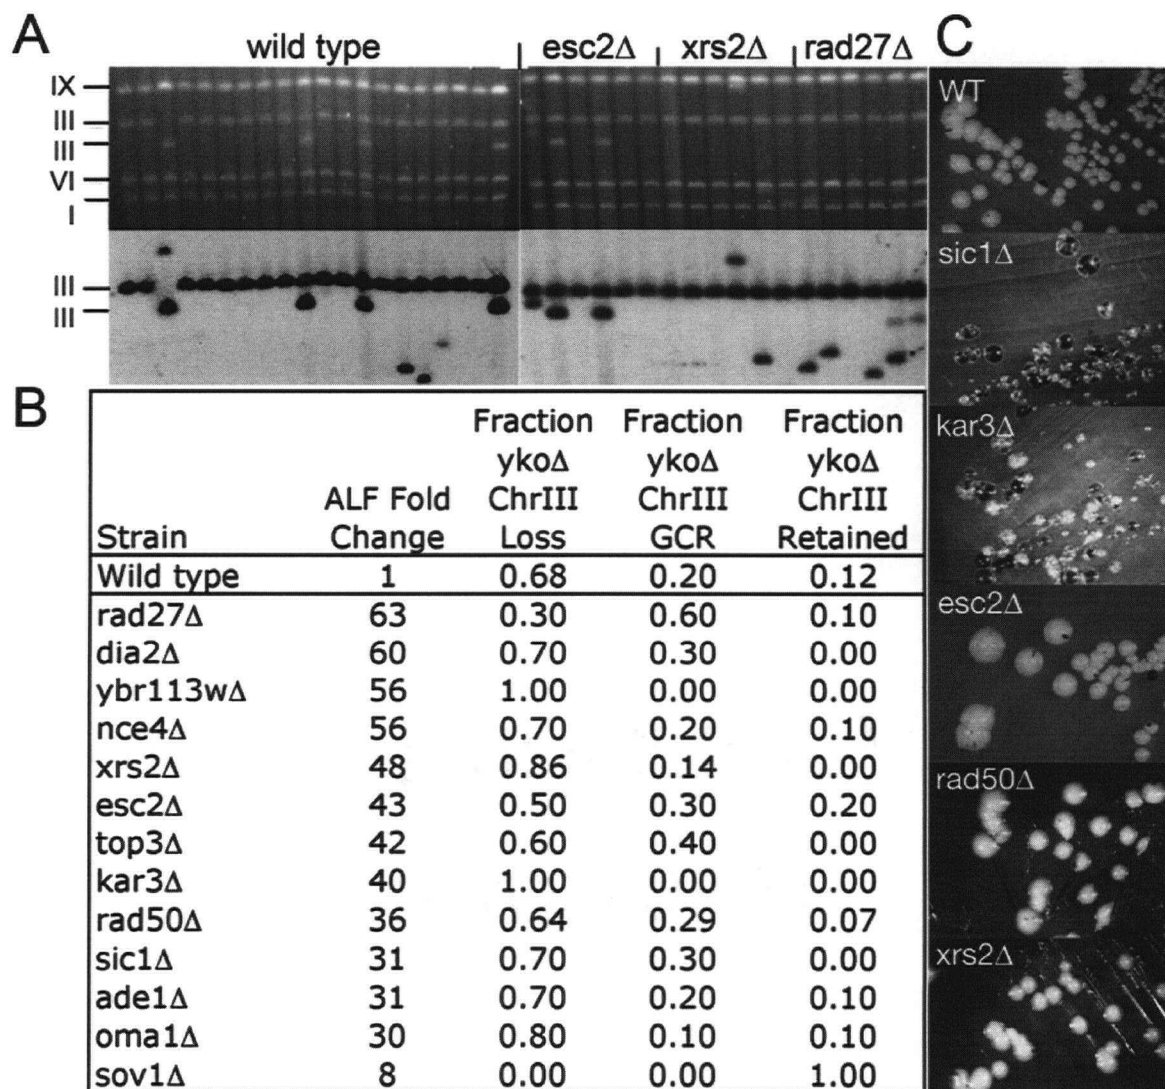 A
wild type
esc2Δ
xrs2Δ
rad27Δ
IX
III
III
VI
I
III
III
B
Strain ALF Fold Change Fraction ykoΔ ChrIII Loss Fraction ykoΔ ChrIII GCR Fraction ykoΔ ChrIII Retained
Wild type 1 0.68 0.20 0.12
rad27Δ 63 0.30 0.60 0.10
dia2Δ 60 0.70 0.30 0.00
ybr113wΔ 56 1.00 0.00 0.00
nce4Δ 56 0.70 0.20 0.10
xrs2Δ 48 0.86 0.14 0.00
esc2Δ 43 0.50 0.30 0.20
top3Δ 42 0.60 0.40 0.00
kar3Δ 40 1.00 0.00 0.00
rad50Δ 36 0.64 0.29 0.07
sic1Δ 31 0.70 0.30 0.00
ade1Δ 31 0.70 0.20 0.10
oma1Δ 30 0.80 0.10 0.10
sov1Δ 8 0.00 0.00 1.00
C
WT
sic1Δ
kar3Δ
esc2Δ
rad50Δ
xrs2Δ